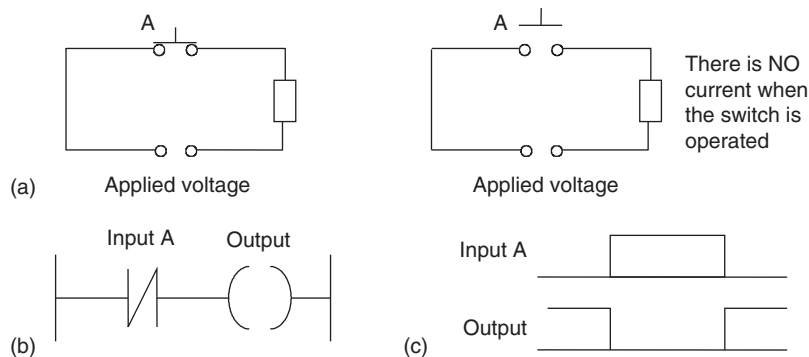 A
A
There is NO
current when
the switch is
operated
(a)
Applied voltage
Applied voltage
Input A
Output
(b)
Input A
Output
(c)